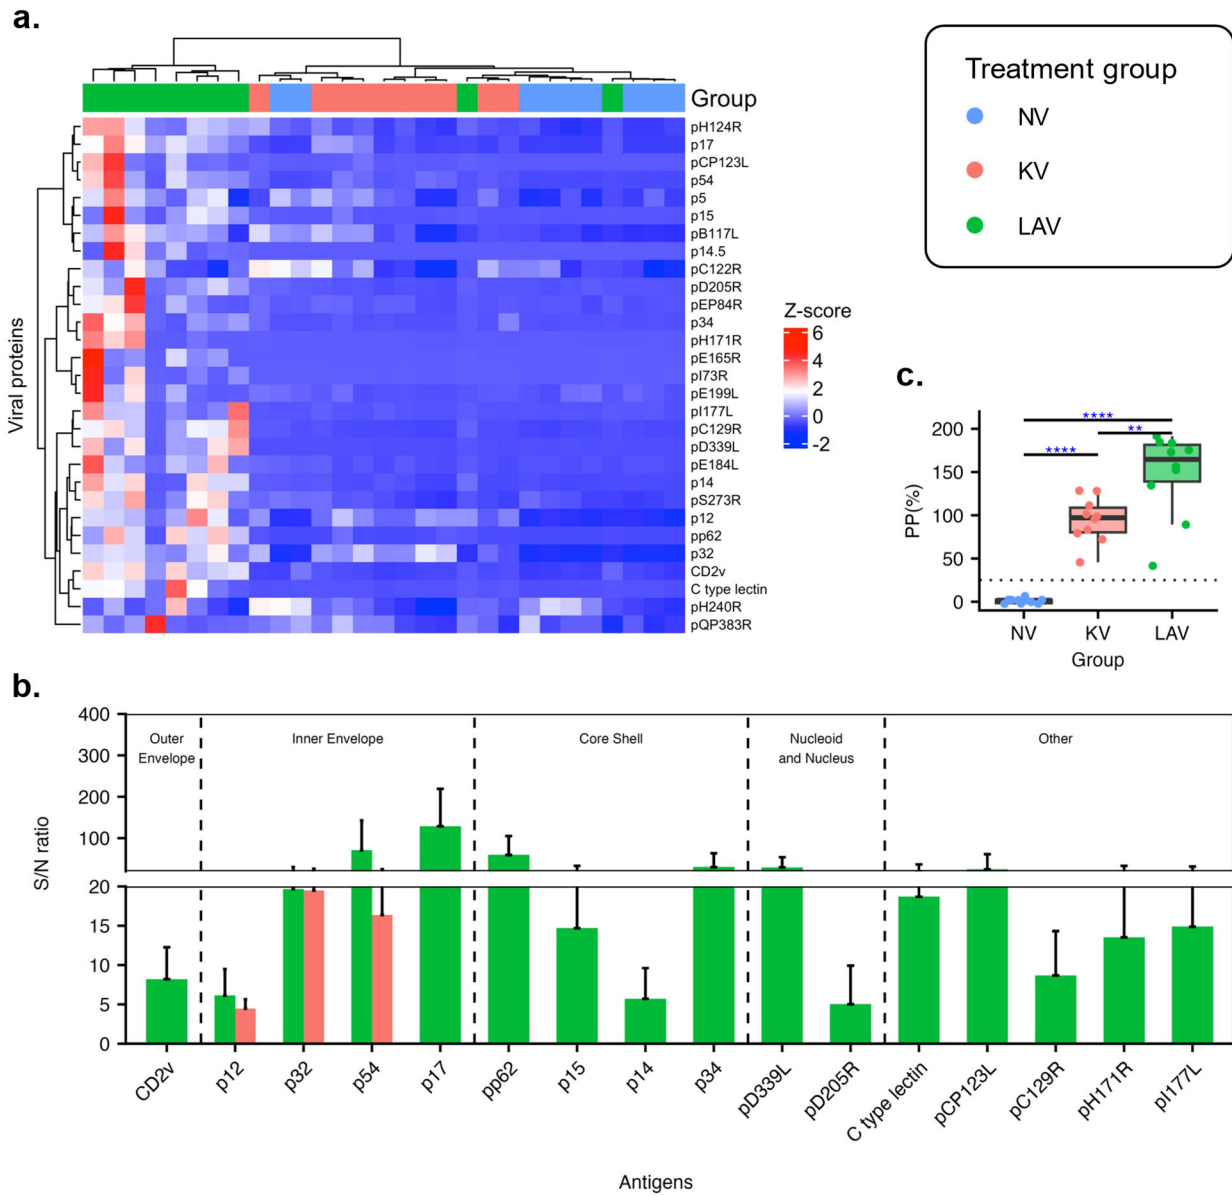 a.
Group
pH124R
p17
pCP123L
p54
p5
p15
pB117L
p14.5
pC122R
pD205R
pEP84R
p34
pH171R
pE165R
pI73R
pE199L
pI177L
pC129R
pD339L
pE184L
p14
pS273R
p12
pp62
p32
CD2v
C type lectin
pH240R
pQP383R
Viral proteins
Z-score
6
4
2
0
-2
Treatment group
NV
KV
LAV
c.
****
**
****
200
150
100
50
0
PP(%)
NV KV LAV
Group
b.
400
300
200
100
20
15
10
5
0
S/N ratio
Outer
Envelope
Inner Envelope
Core Shell
Nucleoid
and Nucleus
Other
CD2v
p12
p32
p54
p17
pp62
p15
p14
p34
pD339L
pD205R
C type lectin
pCP123L
pC129R
pH171R
pI177L
Antigens